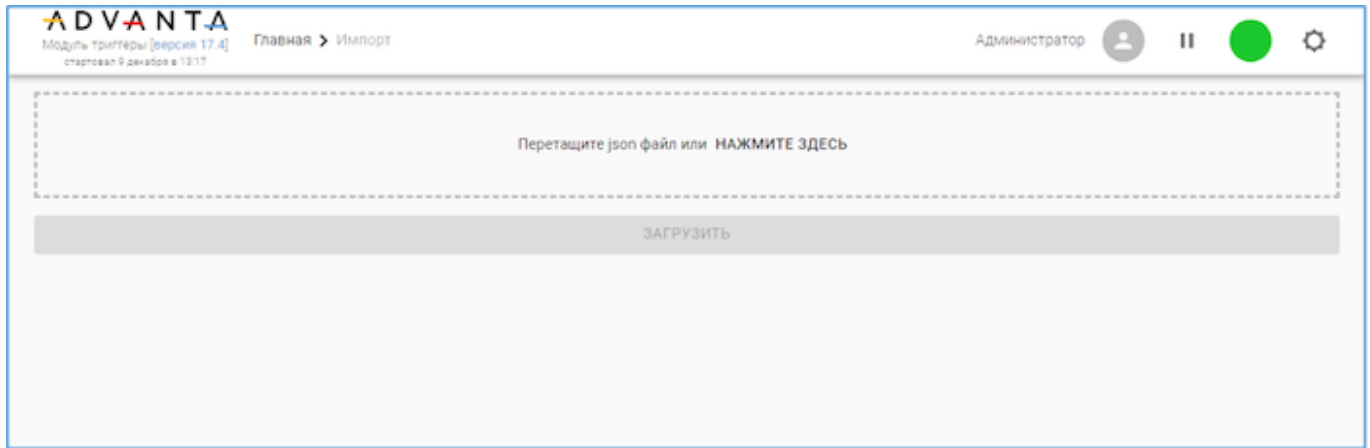 ADVANTA
Модуль триггеры [версия 17.4]
стартовал 9 декабря в 13:17
Главная > Импорт
Администратор
Перетащите json файл или НАЖМИТЕ ЗДЕСЬ
ЗАГРУЗИТЬ